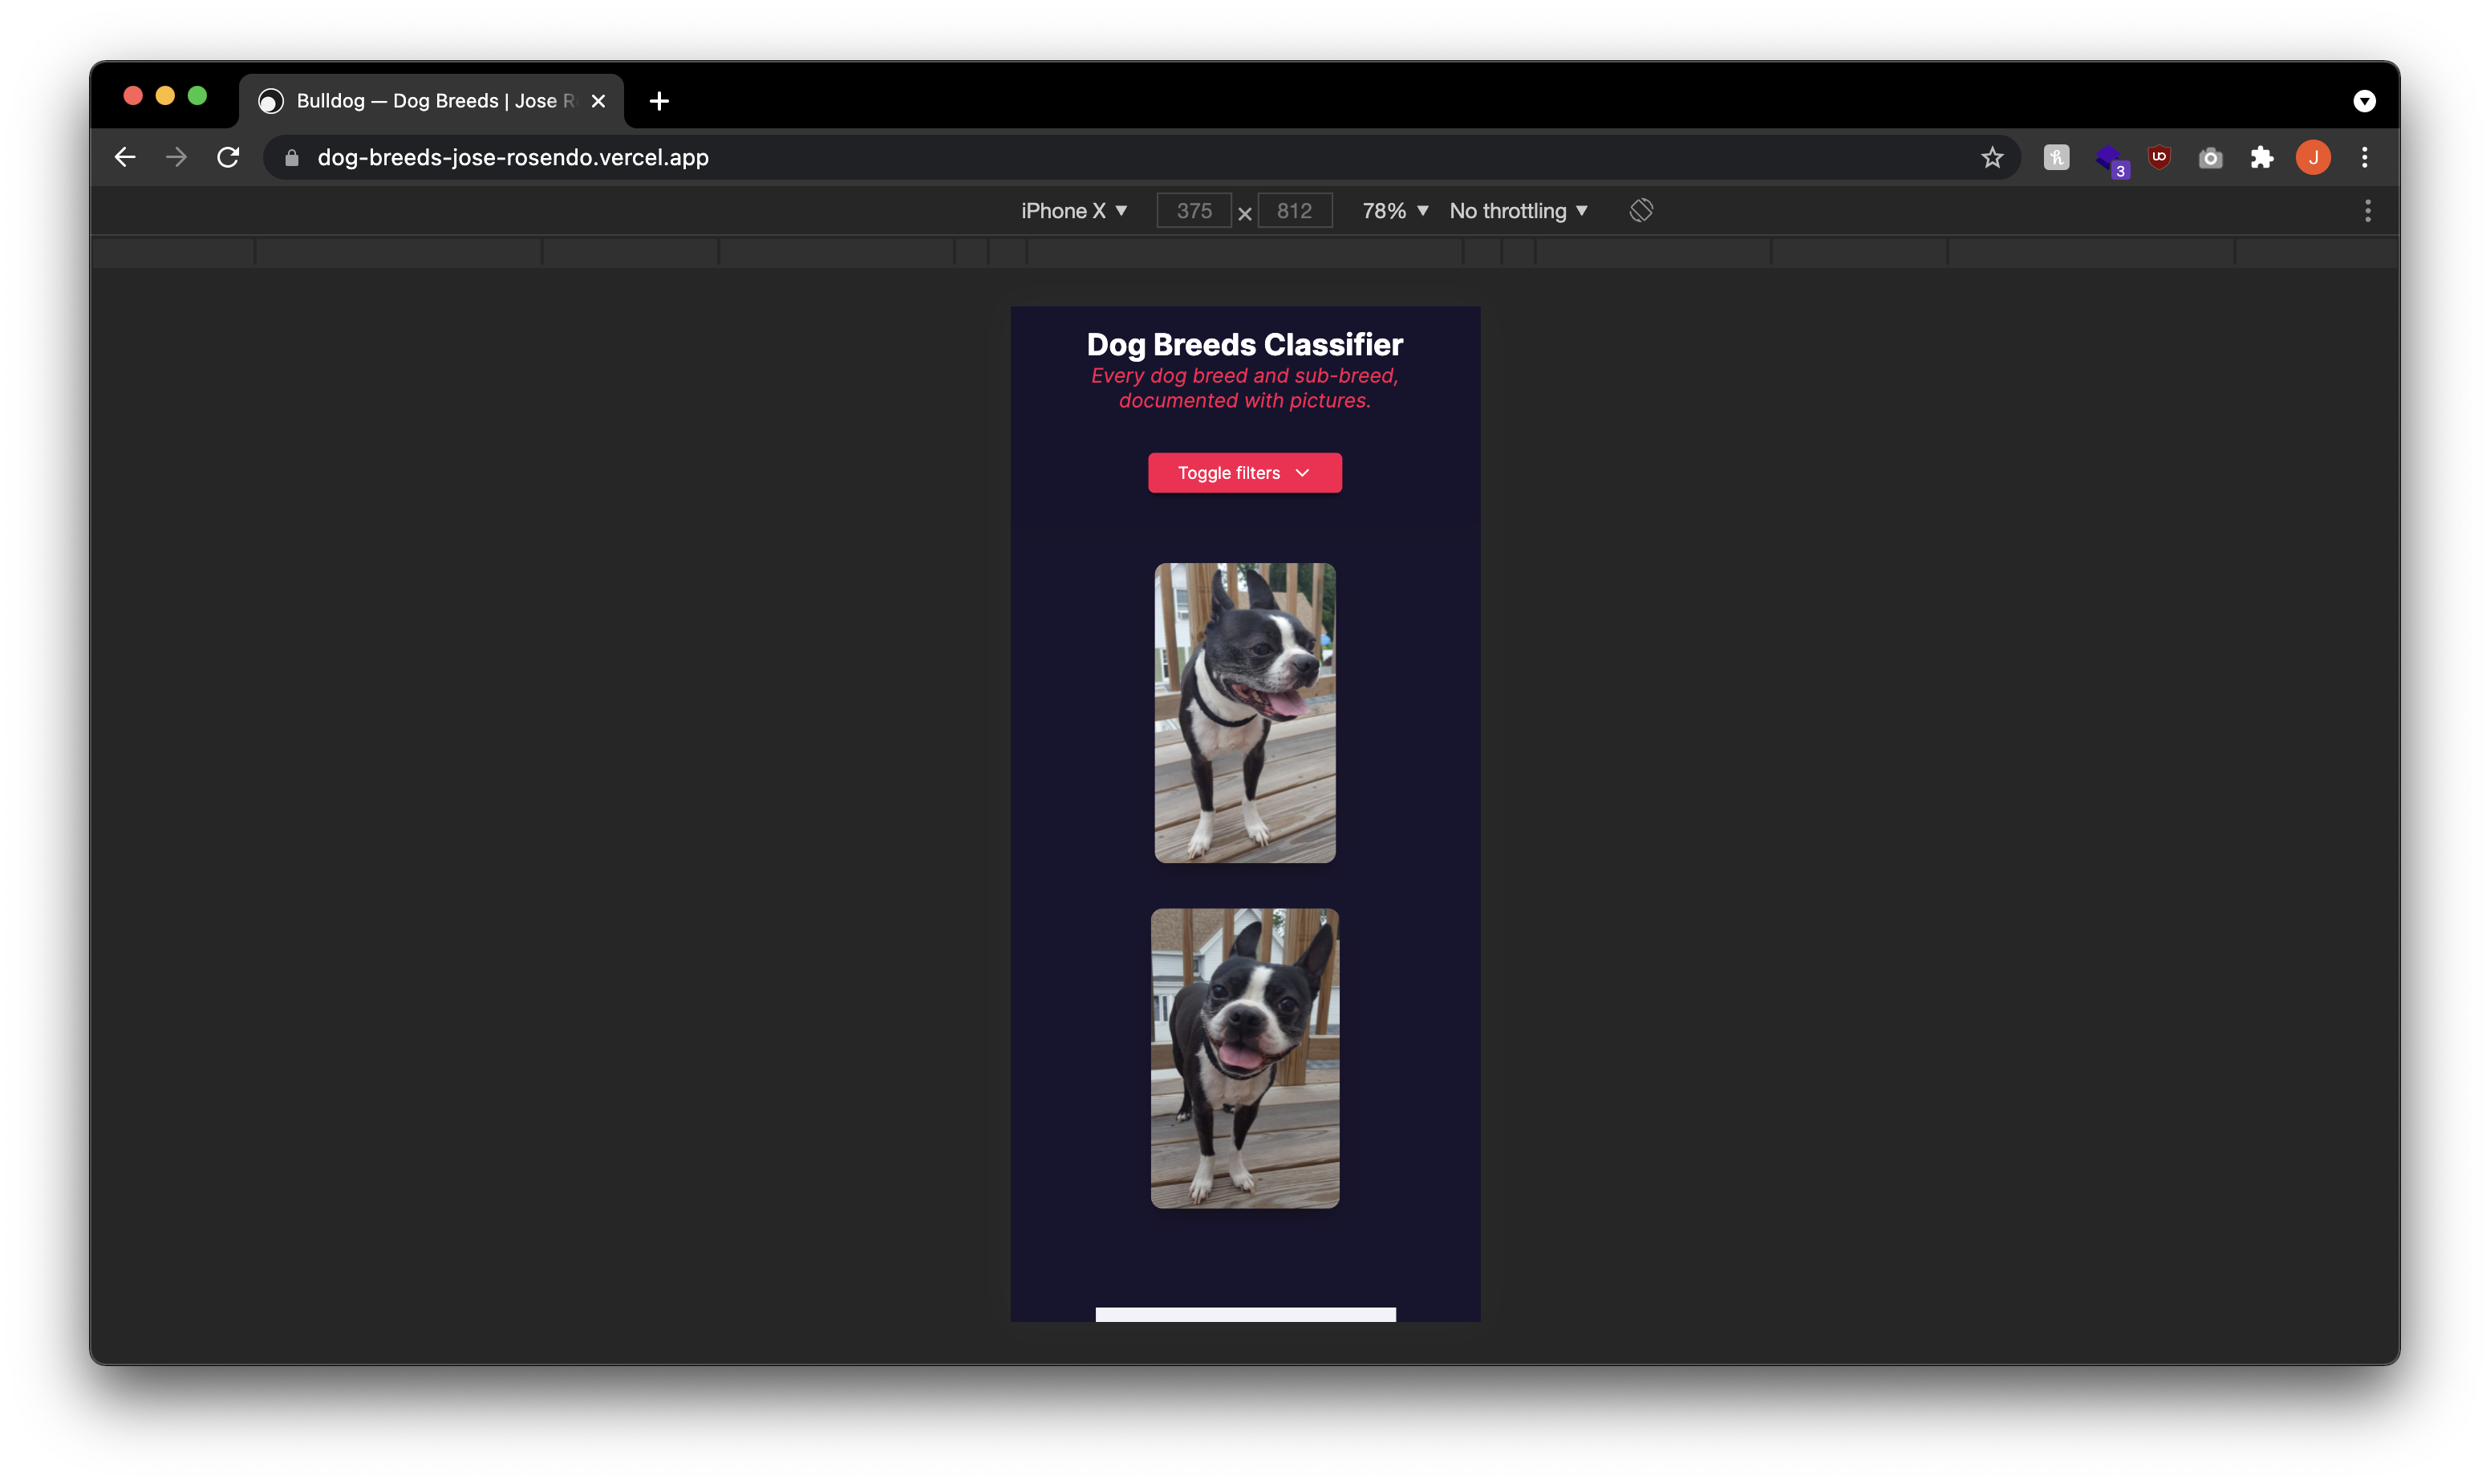 Bulldog — Dog Breeds | Jose R
dog-breeds-jose-rosendo.vercel.app
3
J
iPhone X
375
812
78%
No throttling
Dog Breeds Classifier
Every dog breed and sub-breed,
documented with pictures.
Toggle filters